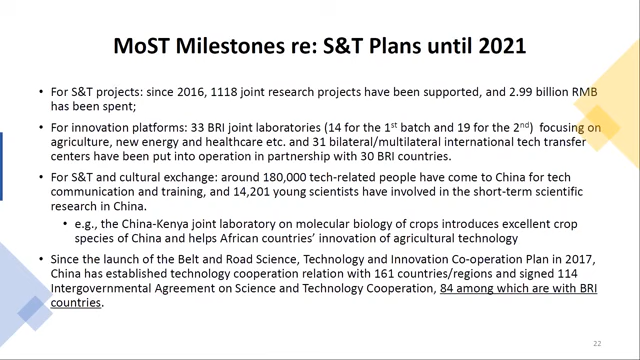 MoST Milestones re: S&T Plans until 2021
• For S&T projects: since 2016, 1118 joint research projects have been supported, and 2.99 billion RMB
has been spent;
• For innovation platforms: 33 BRI joint laboratories (14 for the 1st batch and 19 for the 2nd) focusing on
agriculture, new energy and healthcare etc. and 31 bilateral/multilateral international tech transfer
centers have been put into operation in partnership with 30 BRI countries.
• For S&T and cultural exchange: around 180,000 tech-related people have come to China for tech
communication and training, and 14,201 young scientists have involved in the short-term scientific
research in China.
• e.g., the China-Kenya joint laboratory on molecular biology of crops introduces excellent crop
species of China and helps African countries' innovation of agricultural technology
• Since the launch of the Belt and Road Science, Technology and Innovation Co-operation Plan in 2017,
China has established technology cooperation relation with 161 countries/regions and signed 114
Intergovernmental Agreement on Science and Technology Cooperation, 84 among which are with BRI
countries.
22